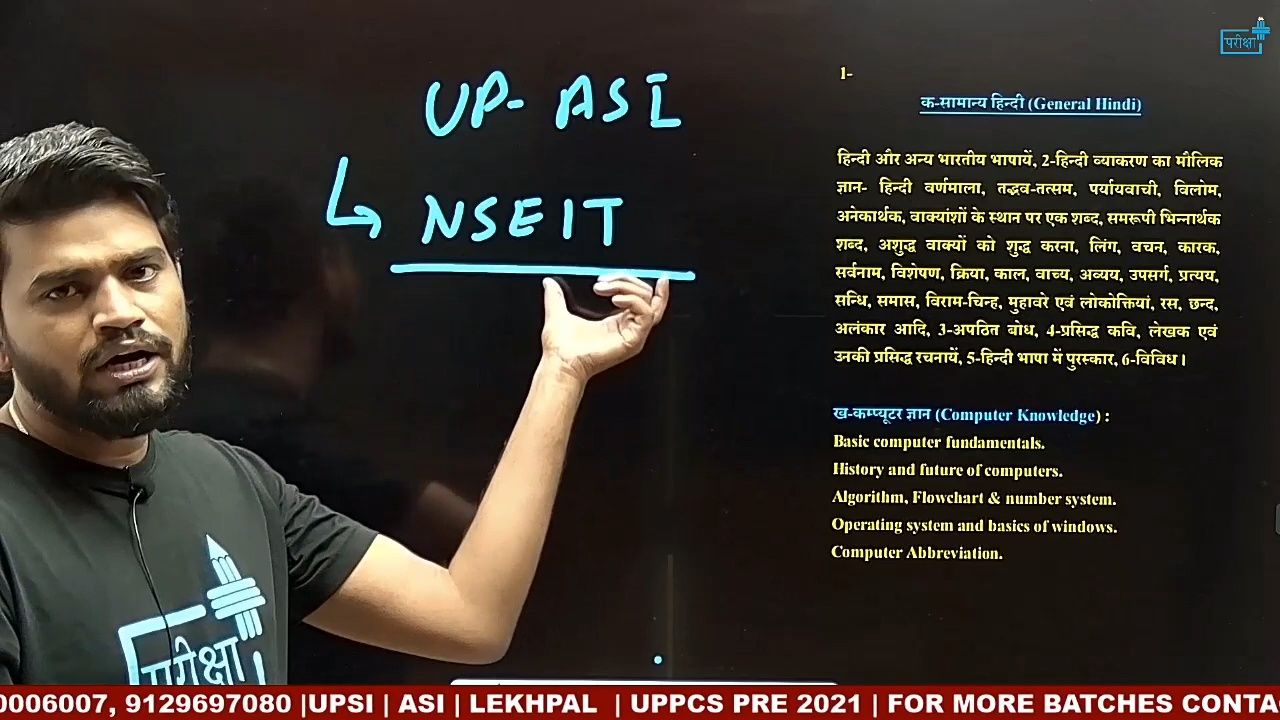 परीक्षा
UP- ASI
NSEIT
1-
क-सामान्य हिन्दी (General Hindi)
हिन्दी और अन्य भारतीय भाषायें, 2-हिन्दी व्याकरण का मौलिक
ज्ञान- हिन्दी वर्णमाला, तद्भव-तत्सम, पर्यायवाची, विलोम,
अनेकार्थक, वाक्यांशों के स्थान पर एक शब्द, समरूपी भिन्नार्थक
शब्द, अशुद्ध वाक्यों को शुद्ध करना, लिंग, वचन, कारक,
सर्वनाम, विशेषण, क्रिया, काल, वाच्य, अव्यय, उपसर्ग, प्रत्यय,
सन्धि, समास, विराम-चिन्ह, मुहावरे एवं लोकोक्तियां, रस, छन्द,
अलंकार आदि, 3-अपठित बोध, 4-प्रसिद्ध कवि, लेखक एवं
उनकी प्रसिद्ध रचनायें, 5-हिन्दी भाषा में पुरस्कार, 6-विविध।
ख-कम्प्यूटर ज्ञान (Computer Knowledge) :
Basic computer fundamentals.
History and future of computers.
Algorithm, Flowchart & number system.
Operating system and basics of windows.
Computer Abbreviation.
परीक्षा
0006007, 9129697080 |UPSI | ASI | LEKHPAL | UPPCS PRE 2021 | FOR MORE BATCHES CONTA